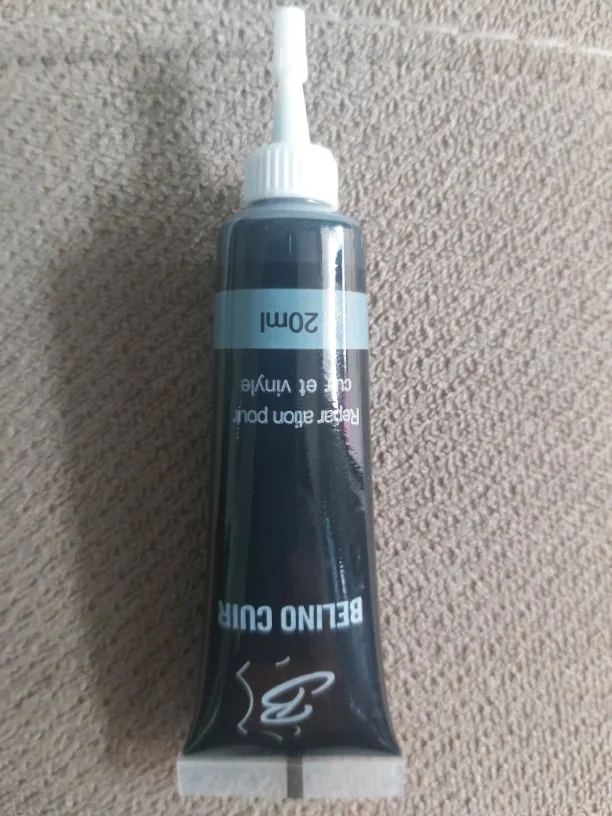 B
BELINO CUIR
Repar ation pour
cuir et vinyle
20ml